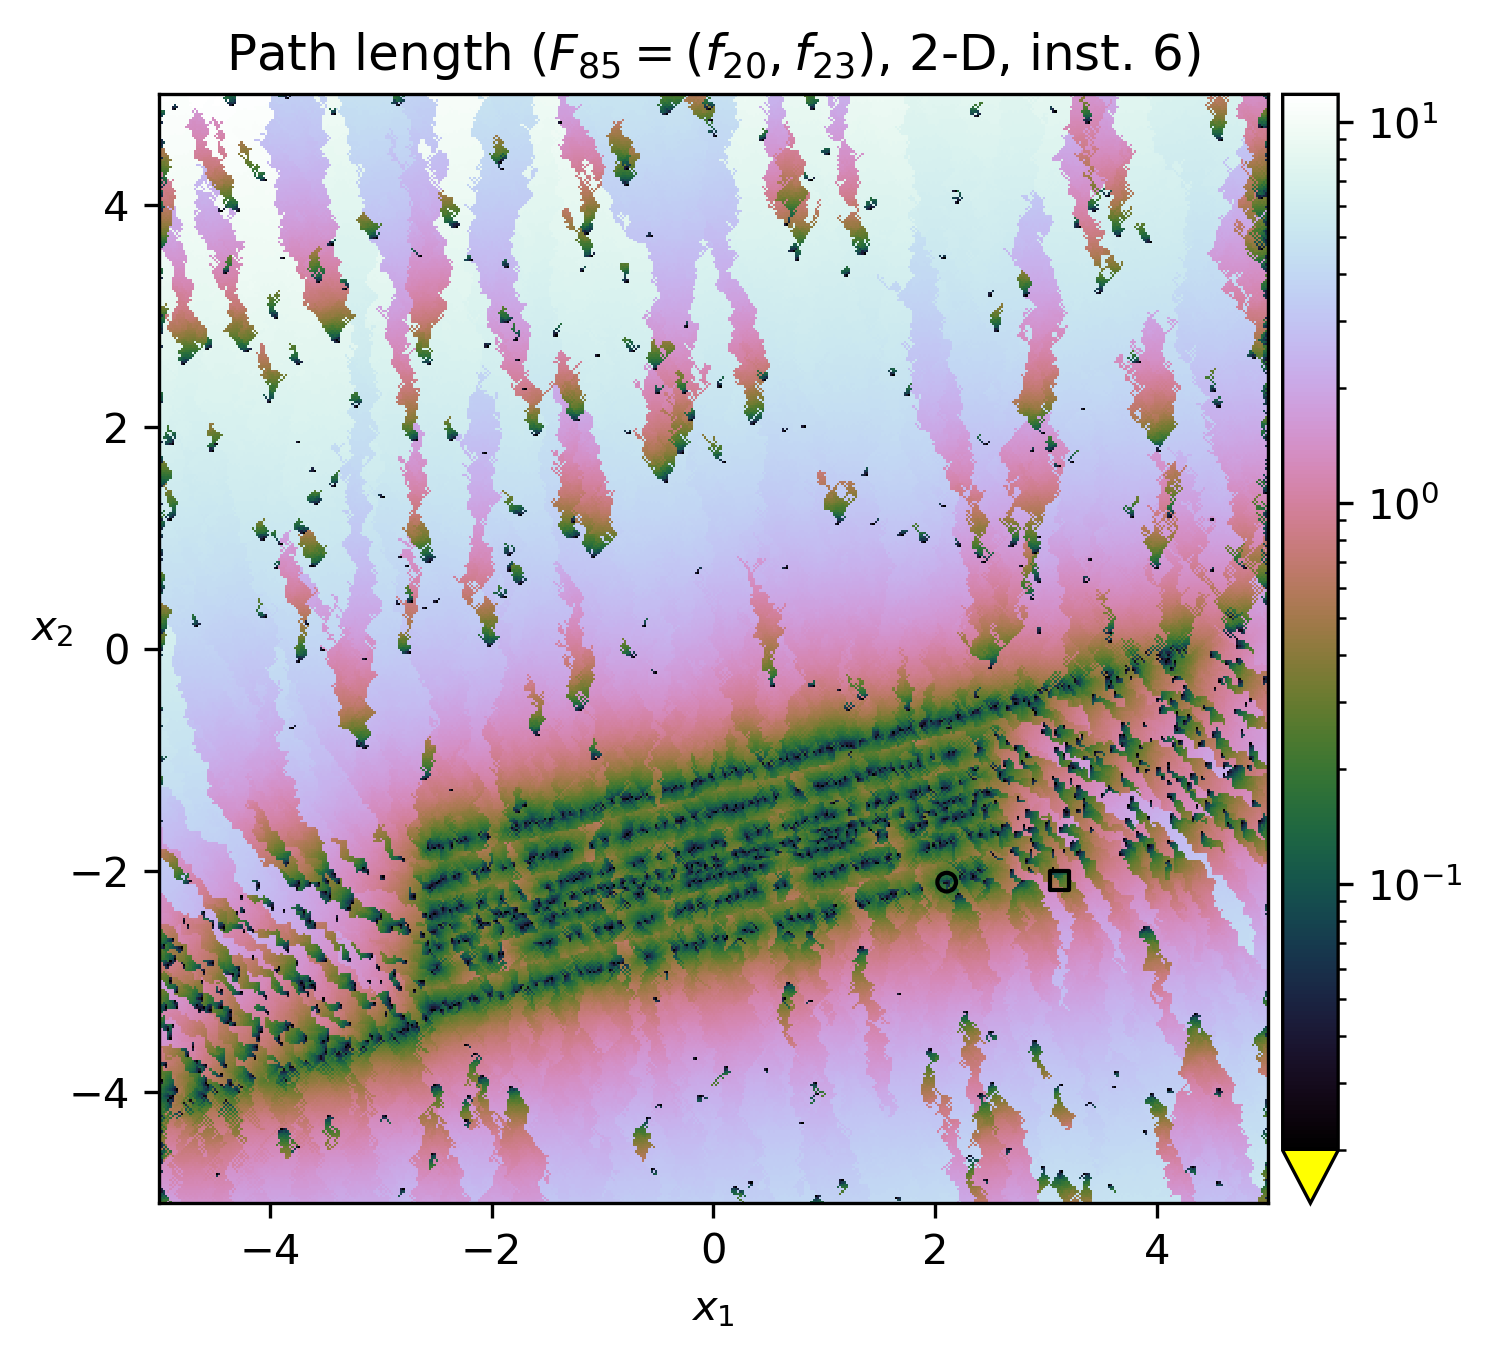 Path length (F₈₅ = (f₂₀, f₂₃), 2-D, inst. 6)
10¹
4
2
10⁰
x₂
0
−2
10⁻¹
−4
−4 −2 0 2 4
x₁